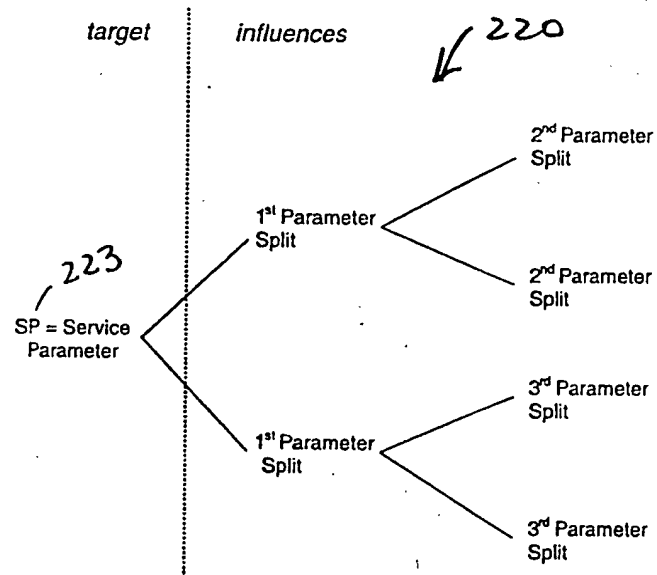 target
influences
220
2nd Parameter
Split
1st Parameter
Split
2nd Parameter
Split
223
SP = Service
Parameter
3rd Parameter
Split
1st Parameter
Split
3rd Parameter
Split